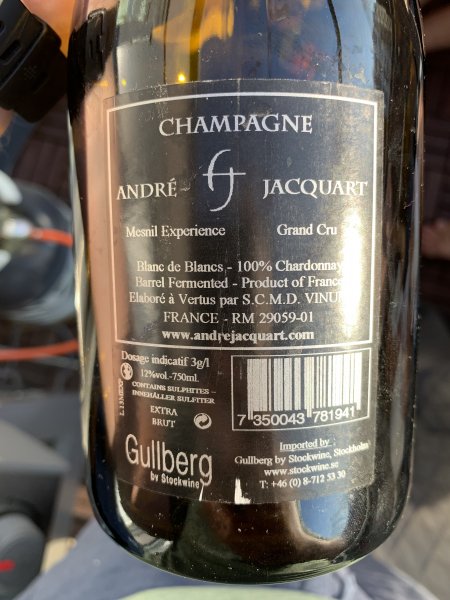 CHAMPAGNE
ANDRÉ JACQUART
Mesnil Experience Grand Cru
Blanc de Blancs - 100% Chardonnay
Barrel Fermented - Product of France
Elaboré à Vertus par S.C.M.D.
FRANCE - RM 29059-01
www.andrejacquart.com
Dosage indicatif 3g/l
12%vol.-750ml.
CONTAINS SULPHITES -
INNEHÅLLER SULFITER
EXTRA
BRUT
7 350043 781941
Gullberg
by Stockwine
Imported by
Gullberg by Stockwine, Stockholm
www.stockwine.se
T: +46 (0) 8-712 53 30